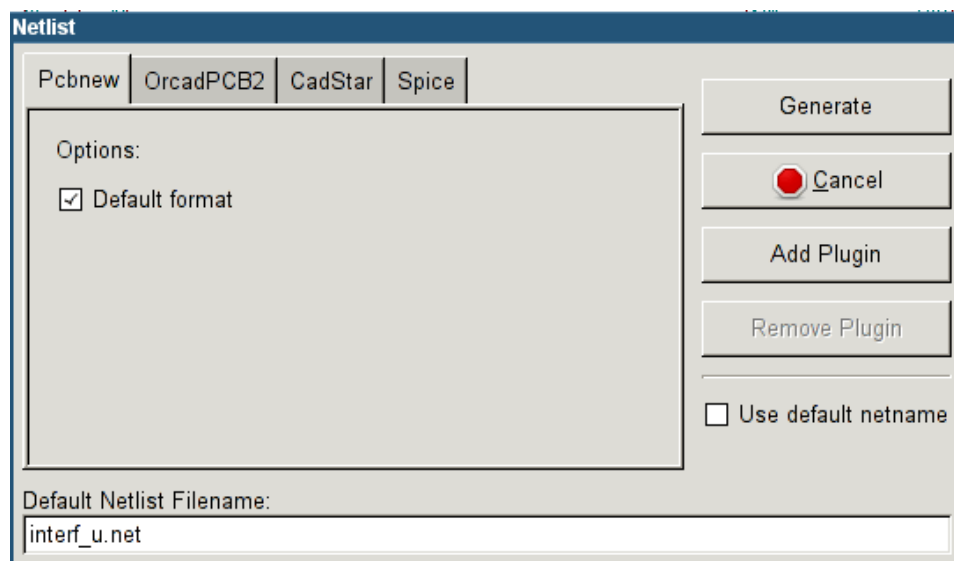 Netlist
Pcbnew OrcadPCB2 CadStar Spice
Options:
Default format
Generate
Cancel
Add Plugin
Remove Plugin
Use default netname
Default Netlist Filename:
interf_u.net